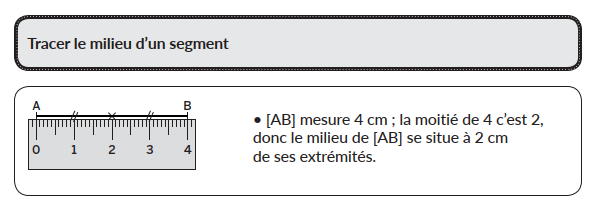 Tracer le milieu d’un segment
A B
0 1 2 3 4
• [AB] mesure 4 cm ; la moitié de 4 c’est 2,
donc le milieu de [AB] se situe à 2 cm
de ses extrémités.